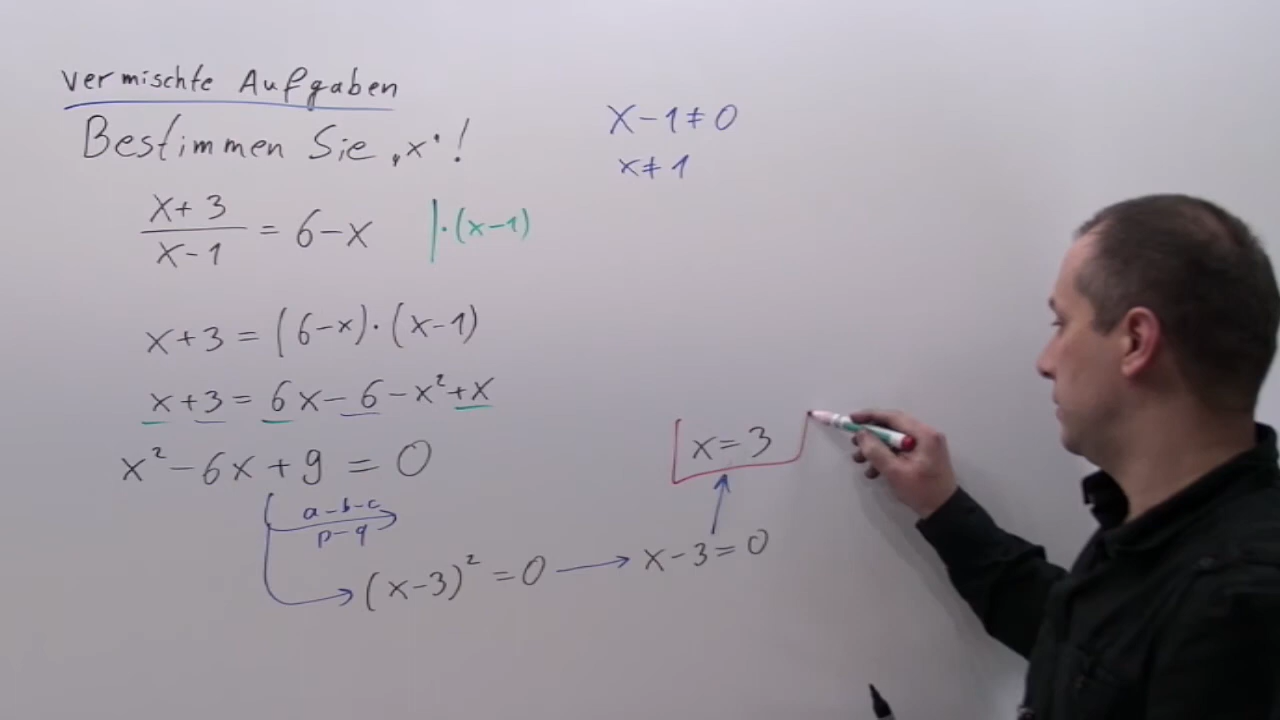 vermischte Aufgaben
Bestimmen Sie „x“!
x+3
x-1
= 6-x |·(x-1)
x-1≠0
x≠1
x+3=(6-x)·(x-1)
x+3=6x-6-x²+x
x²-6x+9=0
a-b-c
p-q
(x-3)²=0
x-3=0
x=3